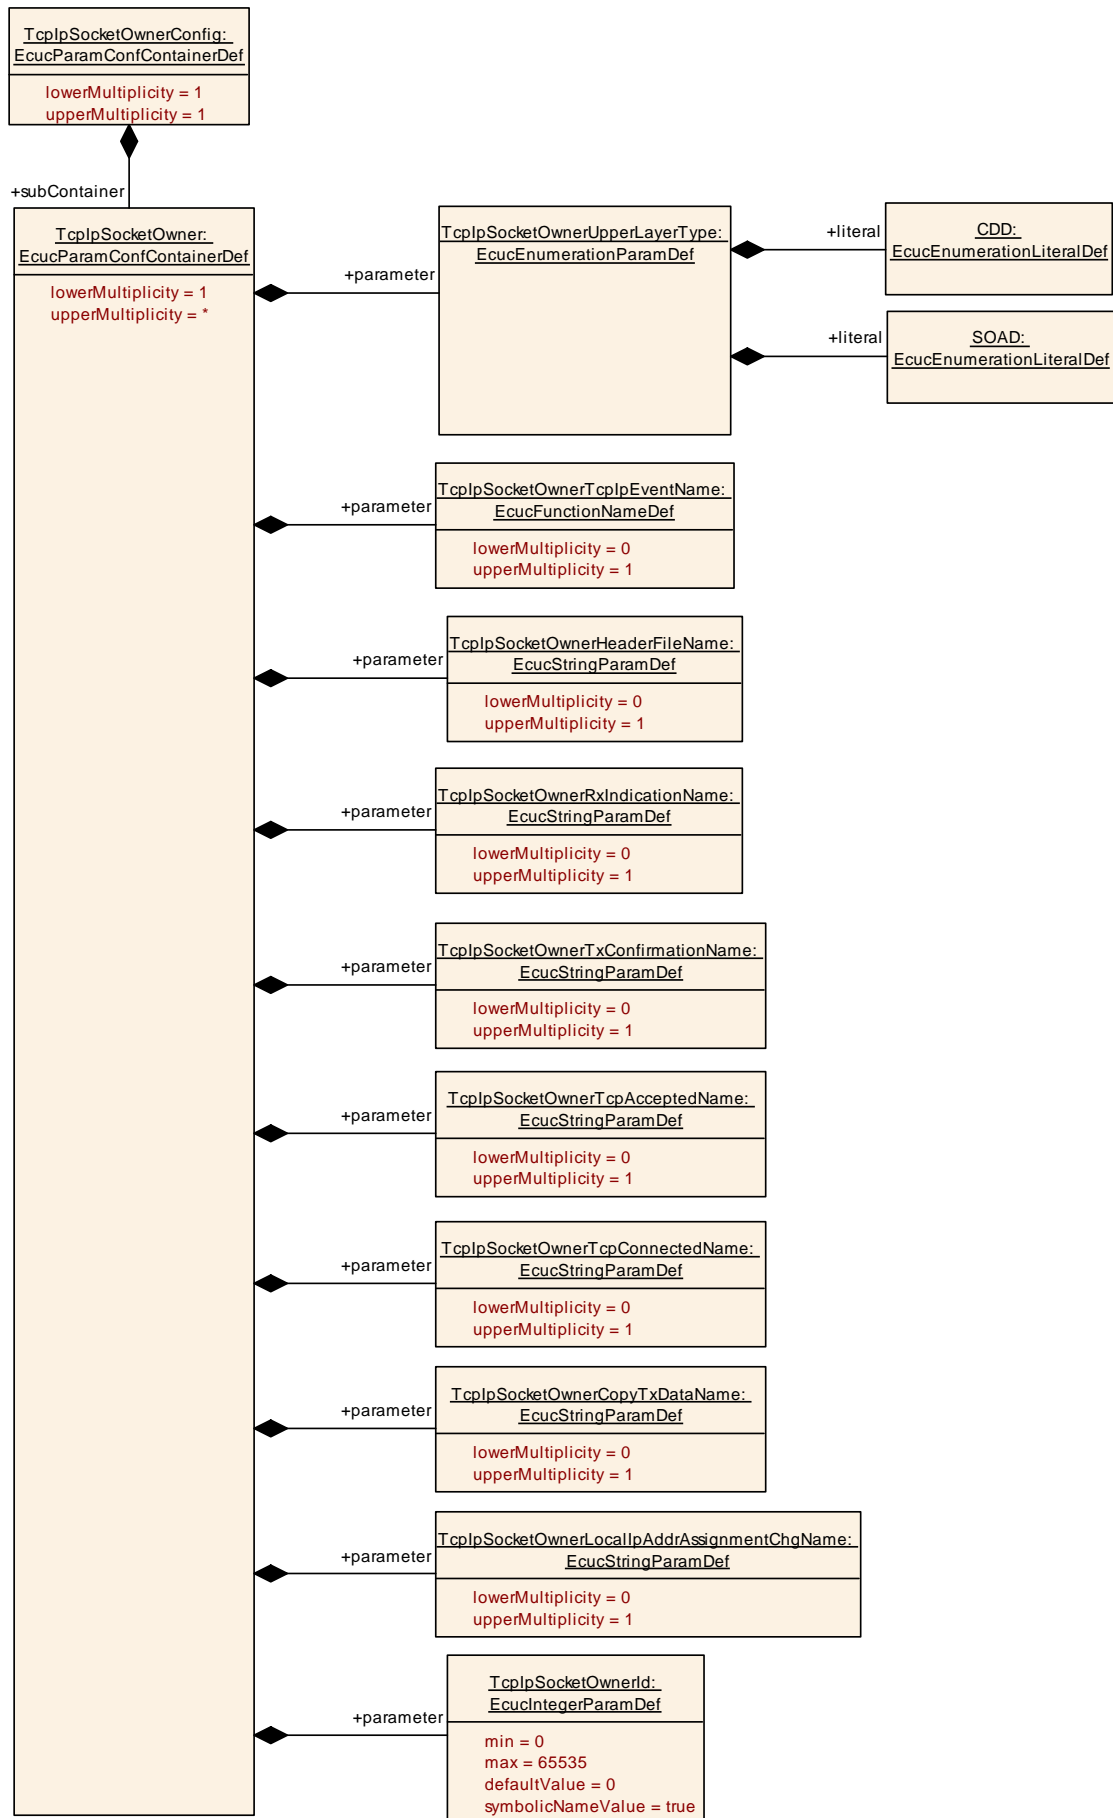 TcpIpSocketOwnerConfig:
EcucParamConfContainerDef
lowerMultiplicity = 1
upperMultiplicity = 1
+subContainer
TcpIpSocketOwner:
EcucParamConfContainerDef
lowerMultiplicity = 1
upperMultiplicity = *
+parameter
TcpIpSocketOwnerUpperLayerType:
EcucEnumerationParamDef
+literal
CDD:
EcucEnumerationLiteralDef
+literal
SOAD:
EcucEnumerationLiteralDef
+parameter
TcpIpSocketOwnerTcpIpEventName:
EcucFunctionNameDef
lowerMultiplicity = 0
upperMultiplicity = 1
+parameter
TcpIpSocketOwnerHeaderFileName:
EcucStringParamDef
lowerMultiplicity = 0
upperMultiplicity = 1
+parameter
TcpIpSocketOwnerRxIndicationName:
EcucStringParamDef
lowerMultiplicity = 0
upperMultiplicity = 1
+parameter
TcpIpSocketOwnerTxConfirmationName:
EcucStringParamDef
lowerMultiplicity = 0
upperMultiplicity = 1
+parameter
TcpIpSocketOwnerTcpAcceptedName:
EcucStringParamDef
lowerMultiplicity = 0
upperMultiplicity = 1
+parameter
TcpIpSocketOwnerTcpConnectedName:
EcucStringParamDef
lowerMultiplicity = 0
upperMultiplicity = 1
+parameter
TcpIpSocketOwnerCopyTxDataName:
EcucStringParamDef
lowerMultiplicity = 0
upperMultiplicity = 1
+parameter
TcpIpSocketOwnerLocalIpAddrAssignmentChgName:
EcucStringParamDef
lowerMultiplicity = 0
upperMultiplicity = 1
+parameter
TcpIpSocketOwnerId:
EcucIntegerParamDef
min = 0
max = 65535
defaultValue = 0
symbolicNameValue = true